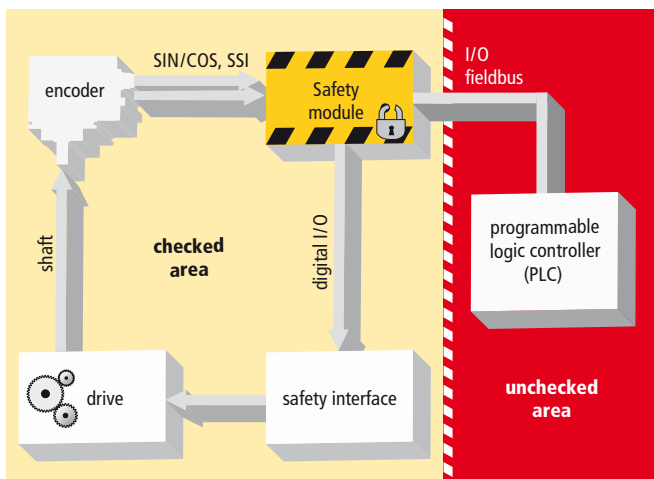 SIN/COS, SSI
encoder
Safety
module
I/O
fieldbus
shaft
checked
area
digital I/O
programmable
logic controller
(PLC)
drive
safety interface
unchecked
area